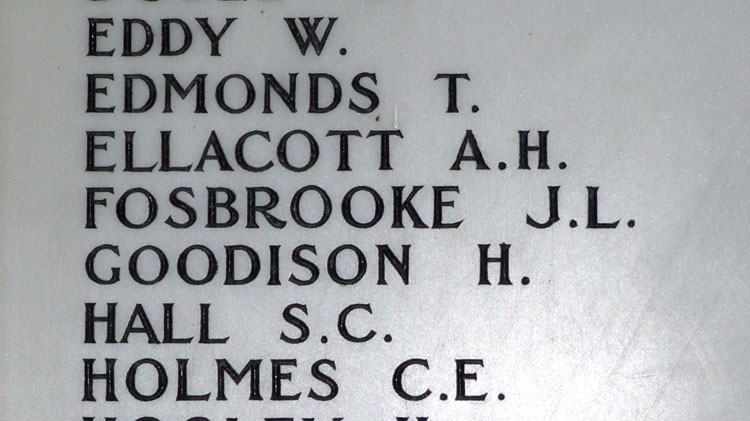 EDDY W.
EDMONDS T.
ELLACOTT A.H.
FOSBROOKE J.L.
GOODISON H.
HALL S.C.
HOLMES C.E.